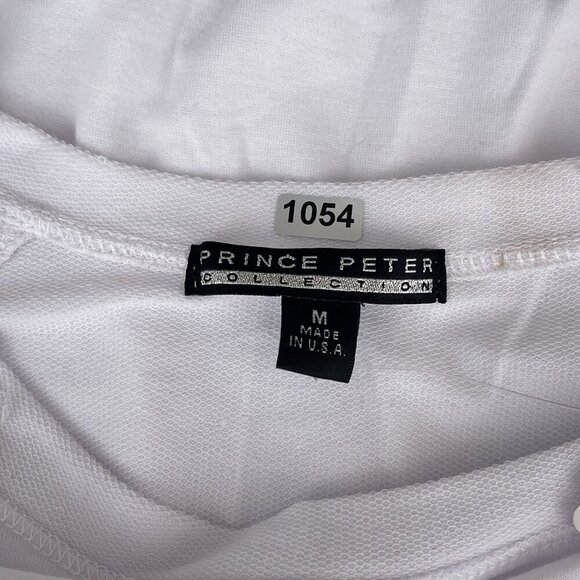 1054
PRINCE PETER
COLLECTION
M
MADE
IN U.S.A.